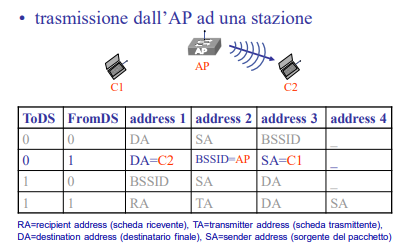 • trasmissione dall'AP ad una stazione
AP
AP
C1
C2
ToDS FromDS address 1 address 2 address 3 address 4
0 0 DA SA BSSID _
0 1 DA=C2 BSSID=AP SA=C1 _
1 0 BSSID SA DA _
1 1 RA TA DA SA
RA=recipient address (scheda ricevente), TA=transmitter address (scheda trasmittente),
DA=destination address (destinatario finale), SA=sender address (sorgente del pacchetto)